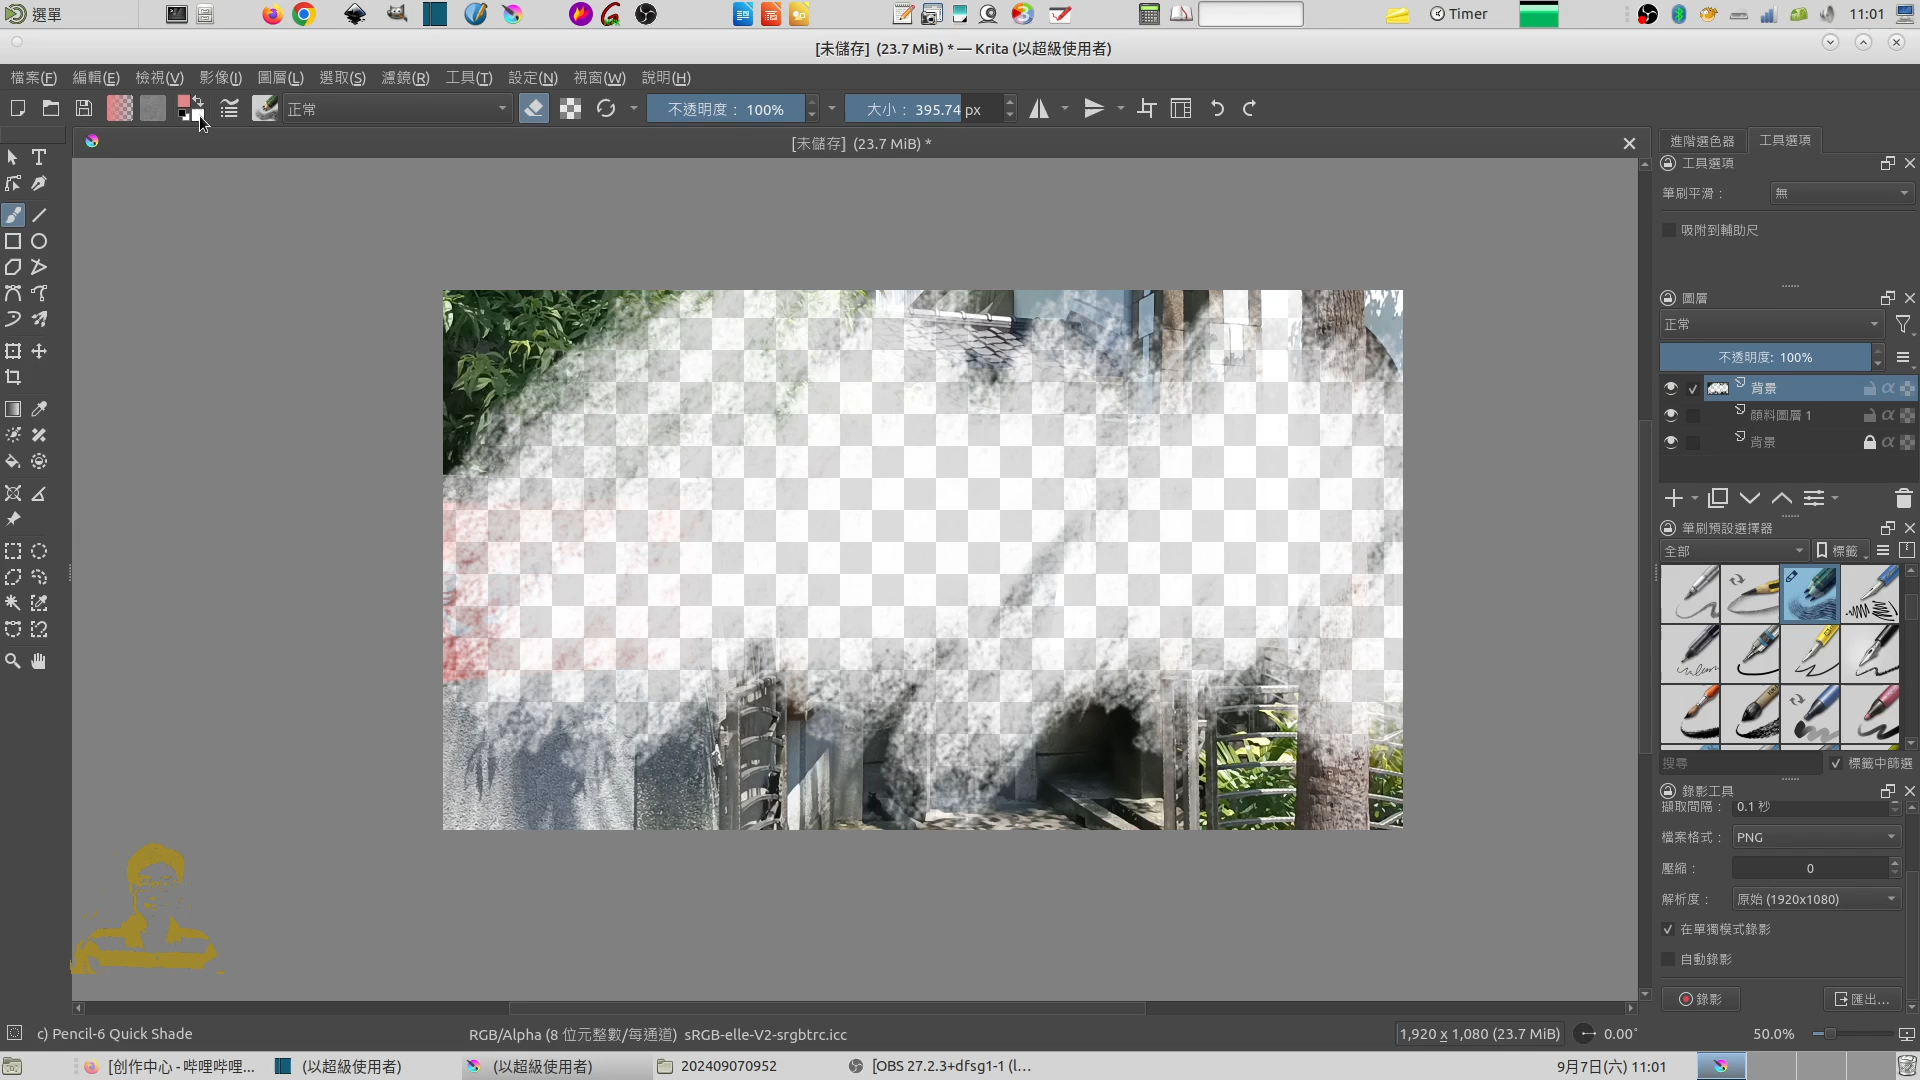 選單
Timer
11:01
[未儲存] (23.7 MiB) * — Krita (以超級使用者)
檔案(F) 編輯(E) 檢視(V) 影像(I) 圖層(L) 選取(S) 濾鏡(R) 工具(T) 設定(N) 視窗(W) 說明(H)
正常
不透明度： 100%
大小： 395.74 px
[未儲存] (23.7 MiB) *
進階選色器 工具選項
工具選項
筆刷平滑： 無
吸附到輔助尺
圖層
正常
不透明度: 100%
背景
顏料圖層 1
背景
筆刷預設選擇器
全部 標籤
搜尋 標籤中篩選
錄影工具
擷取間隔： 0.1 秒
檔案格式： PNG
壓縮： 0
解析度： 原始 (1920x1080)
在單獨模式錄影
自動錄影
錄影 匯出...
c) Pencil-6 Quick Shade
RGB/Alpha (8 位元整數/每通道) sRGB-elle-V2-srgbtrc.icc
1,920 x 1,080 (23.7 MiB)
0.00°
50.0%
[创作中心 - 哔哩哔哩... (以超級使用者) (以超級使用者) 202409070952 [OBS 27.2.3+dfsg1-1 (l...
9月7日(六) 11:01